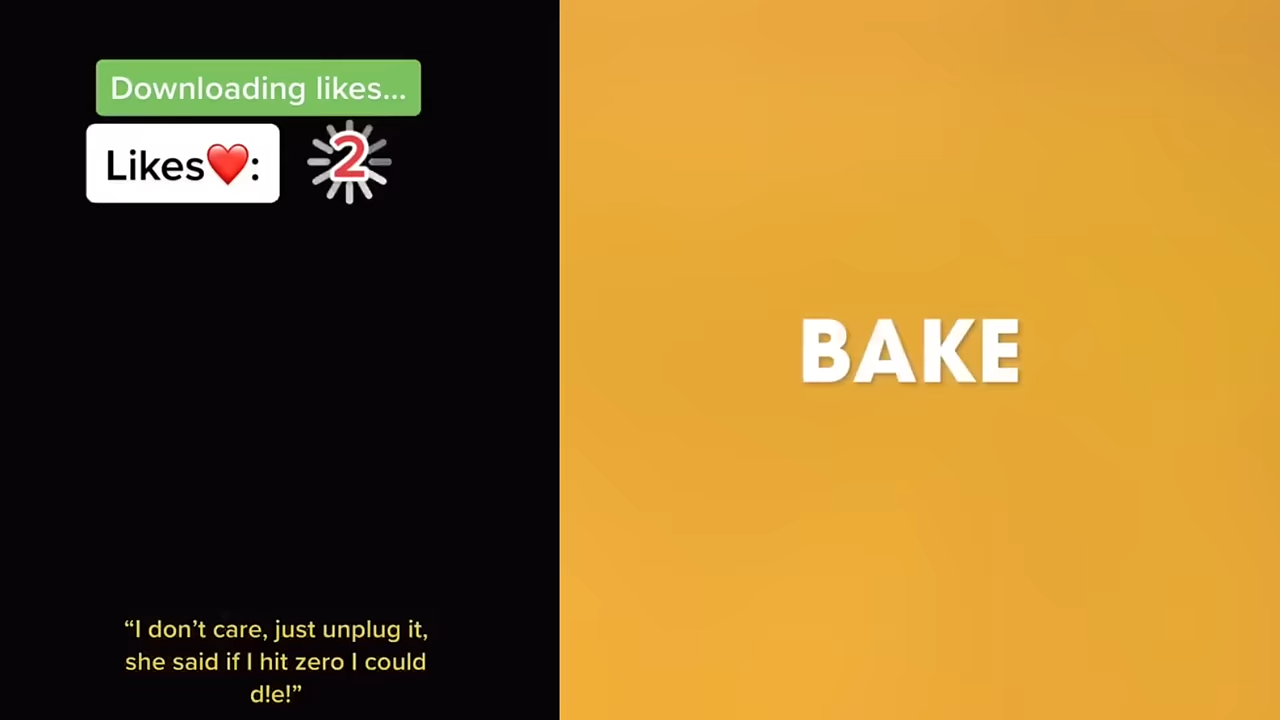 Downloading likes...
Likes❤️: 2
“I don’t care, just unplug it,
she said if I hit zero I could
d!e!”
BAKE